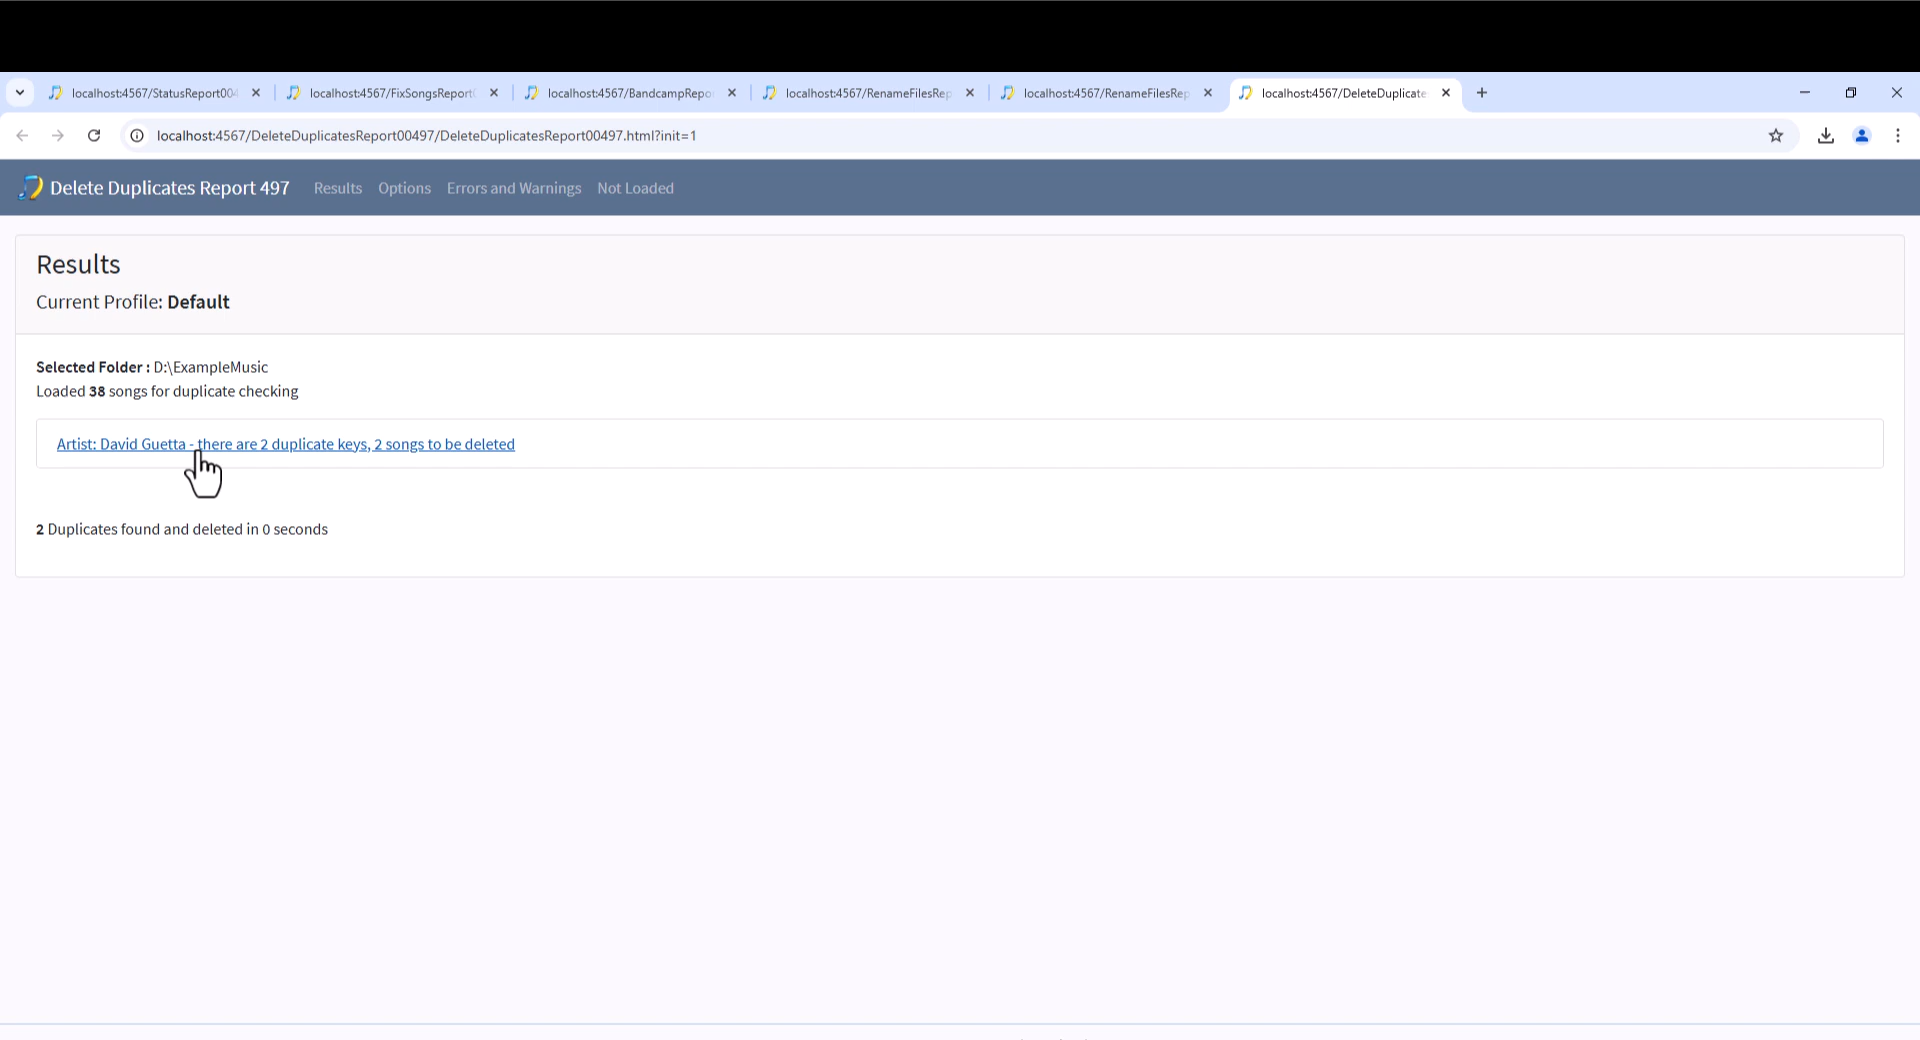 localhost:4567/StatusReport004
localhost:4567/FixSongsReport
localhost:4567/BandcampRepo
localhost:4567/RenameFilesRep
localhost:4567/RenameFilesRep
localhost:4567/DeleteDuplicate
localhost:4567/DeleteDuplicatesReport00497/DeleteDuplicatesReport00497.html?init=1
Delete Duplicates Report 497 Results Options Errors and Warnings Not Loaded
Results
Current Profile: Default
Selected Folder : D:\ExampleMusic
Loaded 38 songs for duplicate checking
Artist: David Guetta - there are 2 duplicate keys, 2 songs to be deleted
2 Duplicates found and deleted in 0 seconds